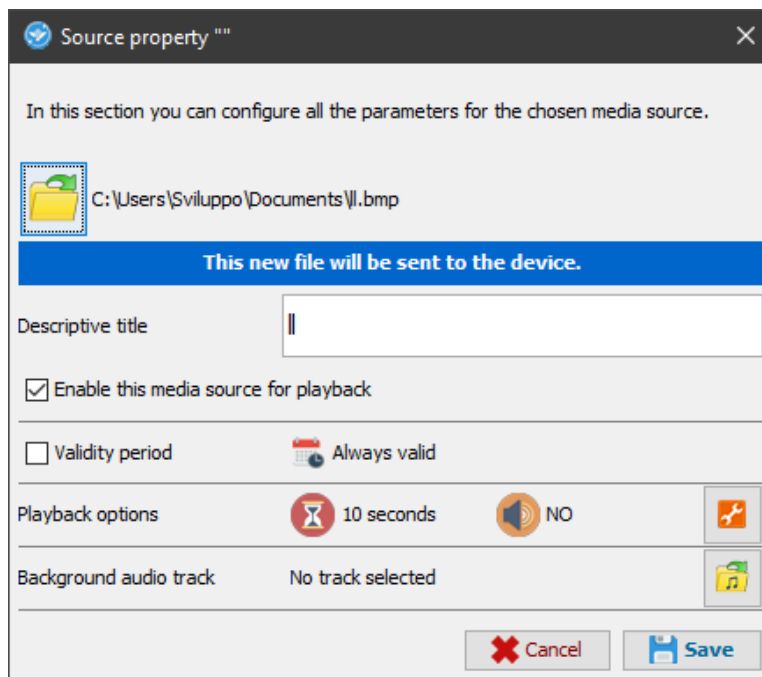 Source property ""
In this section you can configure all the parameters for the chosen media source.
C:\Users\Sviluppo\Documents\ll.bmp
This new file will be sent to the device.
Descriptive title
ll
Enable this media source for playback
Validity period Always valid
Playback options 10 seconds NO
Background audio track No track selected
Cancel Save